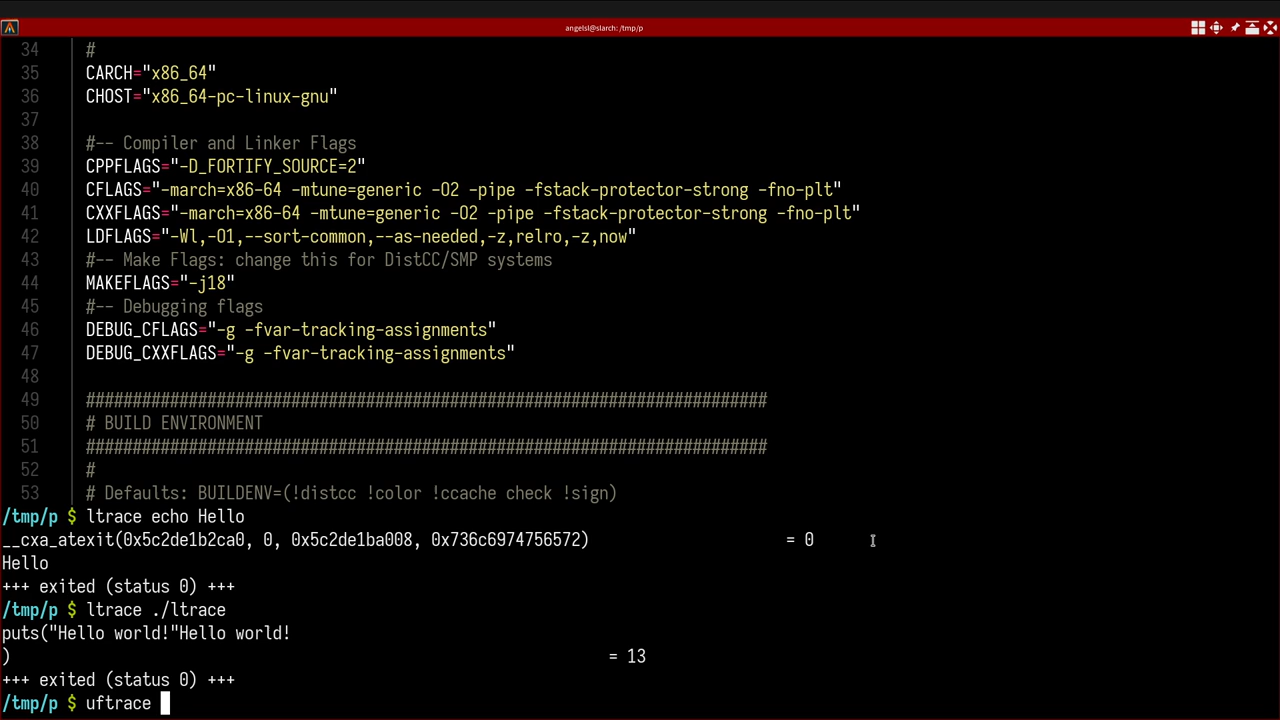 angelsl@slarch: /tmp/p
34 #
35 CARCH="x86_64"
36 CHOST="x86_64-pc-linux-gnu"
37
38 #-- Compiler and Linker Flags
39 CPPFLAGS="-D_FORTIFY_SOURCE=2"
40 CFLAGS="-march=x86-64 -mtune=generic -O2 -pipe -fstack-protector-strong -fno-plt"
41 CXXFLAGS="-march=x86-64 -mtune=generic -O2 -pipe -fstack-protector-strong -fno-plt"
42 LDFLAGS="-Wl,-O1,--sort-common,--as-needed,-z,relro,-z,now"
43 #-- Make Flags: change this for DistCC/SMP systems
44 MAKEFLAGS="-j18"
45 #-- Debugging flags
46 DEBUG_CFLAGS="-g -fvar-tracking-assignments"
47 DEBUG_CXXFLAGS="-g -fvar-tracking-assignments"
48
49 #########################################################################
50 # BUILD ENVIRONMENT
51 #########################################################################
52 #
53 # Defaults: BUILDENV=(!distcc !color !ccache check !sign)
/tmp/p $ ltrace echo Hello
__cxa_atexit(0x5c2de1b2ca0, 0, 0x5c2de1ba008, 0x736c6974756572) = 0
Hello
+++ exited (status 0) +++
/tmp/p $ ltrace ./ltrace
puts("Hello world!"Hello world!
) = 13
+++ exited (status 0) +++
/tmp/p $ uftrace